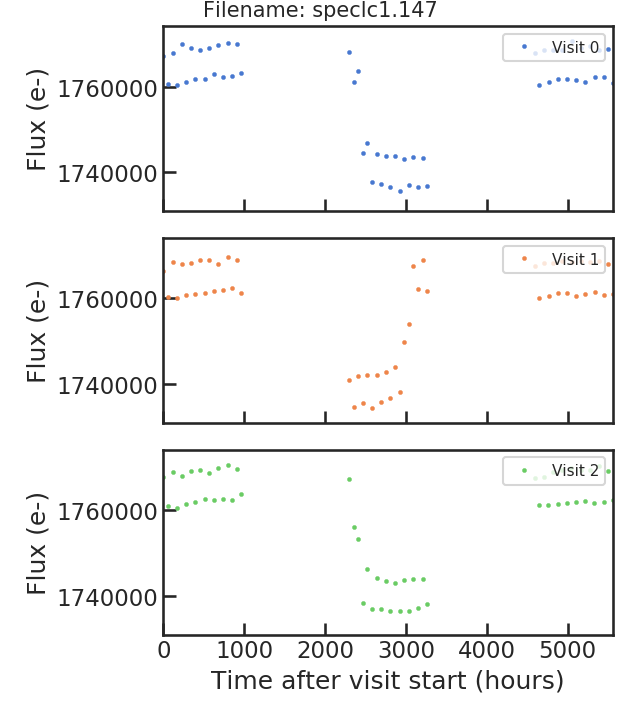 Filename: speclc1.147
Flux (e-)
1760000
1740000
Visit 0
Flux (e-)
1760000
1740000
Visit 1
Flux (e-)
1760000
1740000
Visit 2
0 1000 2000 3000 4000 5000
Time after visit start (hours)